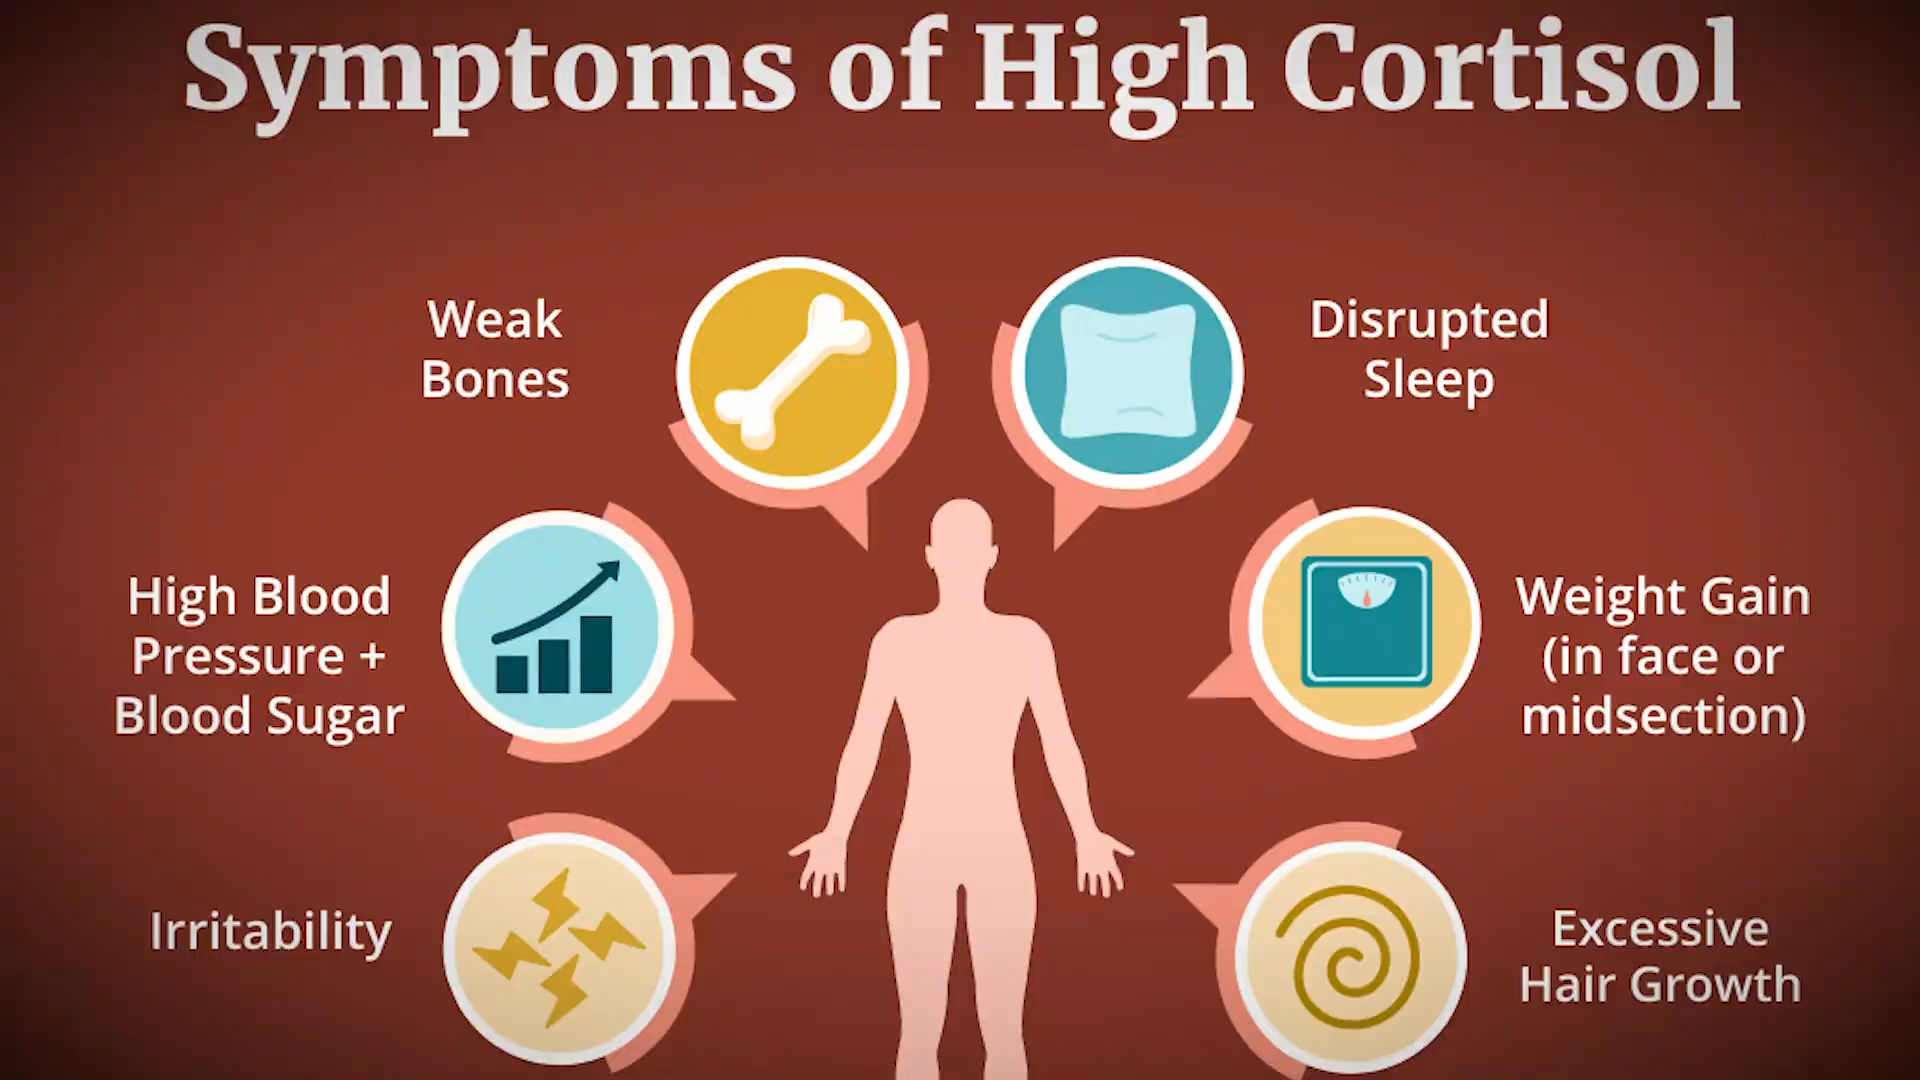 Symptoms of High Cortisol
Weak
Bones
Disrupted
Sleep
High Blood
Pressure +
Blood Sugar
Weight Gain
(in face or
midsection)
Irritability
Excessive
Hair Growth